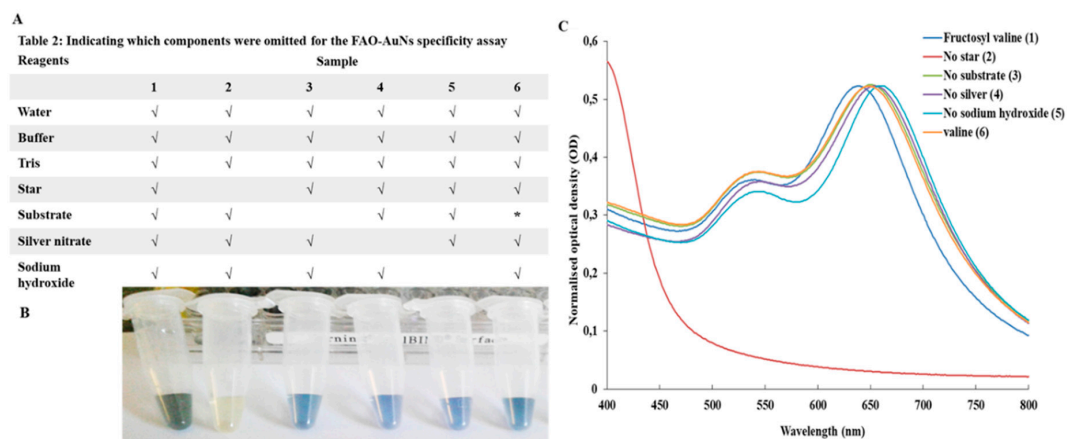 A
Table 2: Indicating which components were omitted for the FAO-AuNs specificity assay
Reagents Sample
1 2 3 4 5 6
Water √ √ √ √ √ √
Buffer √ √ √ √ √ √
Tris √ √ √ √ √ √
Star √ √ √ √ √
Substrate √ √ √ √ *
Silver nitrate √ √ √ √ √
Sodium
hydroxide √ √ √ √ √
B
C
Fructosyl valine (1)
No star (2)
No substrate (3)
No silver (4)
No sodium hydroxide (5)
valine (6)
Normalised optical density (OD)
0,6
0,5
0,4
0,3
0,2
0,1
0
400 450 500 550 600 650 700 750 800
Wavelength (nm)